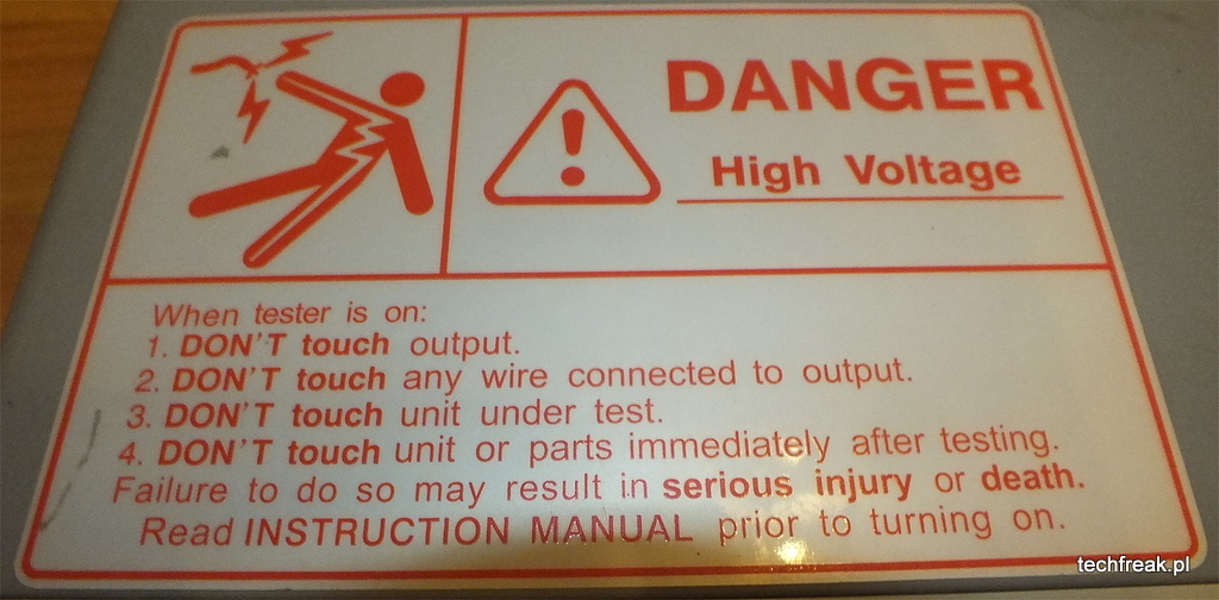 DANGER
High Voltage
When tester is on:
1. DON'T touch output.
2. DON'T touch any wire connected to output.
3. DON'T touch unit under test.
4. DON'T touch unit or parts immediately after testing.
Failure to do so may result in serious injury or death.
Read INSTRUCTION MANUAL prior to turning on.
techfreak.pl